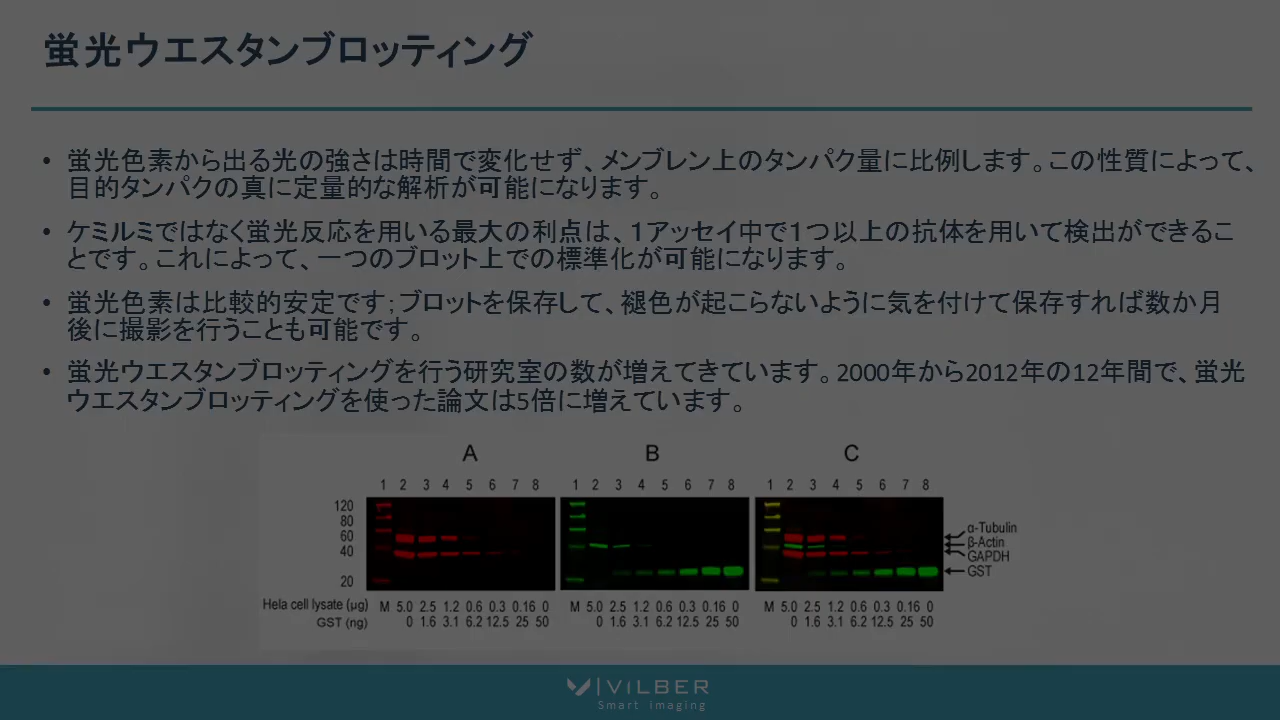 蛍光ウエスタンブロッティング
• 蛍光色素から出る光の強さは時間で変化せず、メンブレン上のタンパク量に比例します。この性質によって、
目的タンパクの真に定量的な解析が可能になります。
• ケミルミではなく蛍光反応を用いる最大の利点は、1アッセイ中で1つ以上の抗体を用いて検出ができるこ
とです。これによって、一つのブロット上での標準化が可能になります。
• 蛍光色素は比較的安定です;ブロットを保存して、褪色が起こらないように気を付けて保存すれば数か月
後に撮影を行うことも可能です。
• 蛍光ウエスタンブロッティングを行う研究室の数が増えてきています。2000年から2012年の12年間で、蛍光
ウエスタンブロッティングを使った論文は5倍に増えています。
A B C
1 2 3 4 5 6 7 8 1 2 3 4 5 6 7 8 1 2 3 4 5 6 7 8
120
80
60
40
20
α-Tubulin
β-Actin
GAPDH
GST
Hela cell lysate (µg) M 5.0 2.5 1.2 0.6 0.3 0.16 0 M 5.0 2.5 1.2 0.6 0.3 0.16 0 M 5.0 2.5 1.2 0.6 0.3 0.16 0
GST (ng) 0 1.6 3.1 6.2 12.5 25 50 0 1.6 3.1 6.2 12.5 25 50 0 1.6 3.1 6.2 12.5 25 50
VILBER
Smart imaging